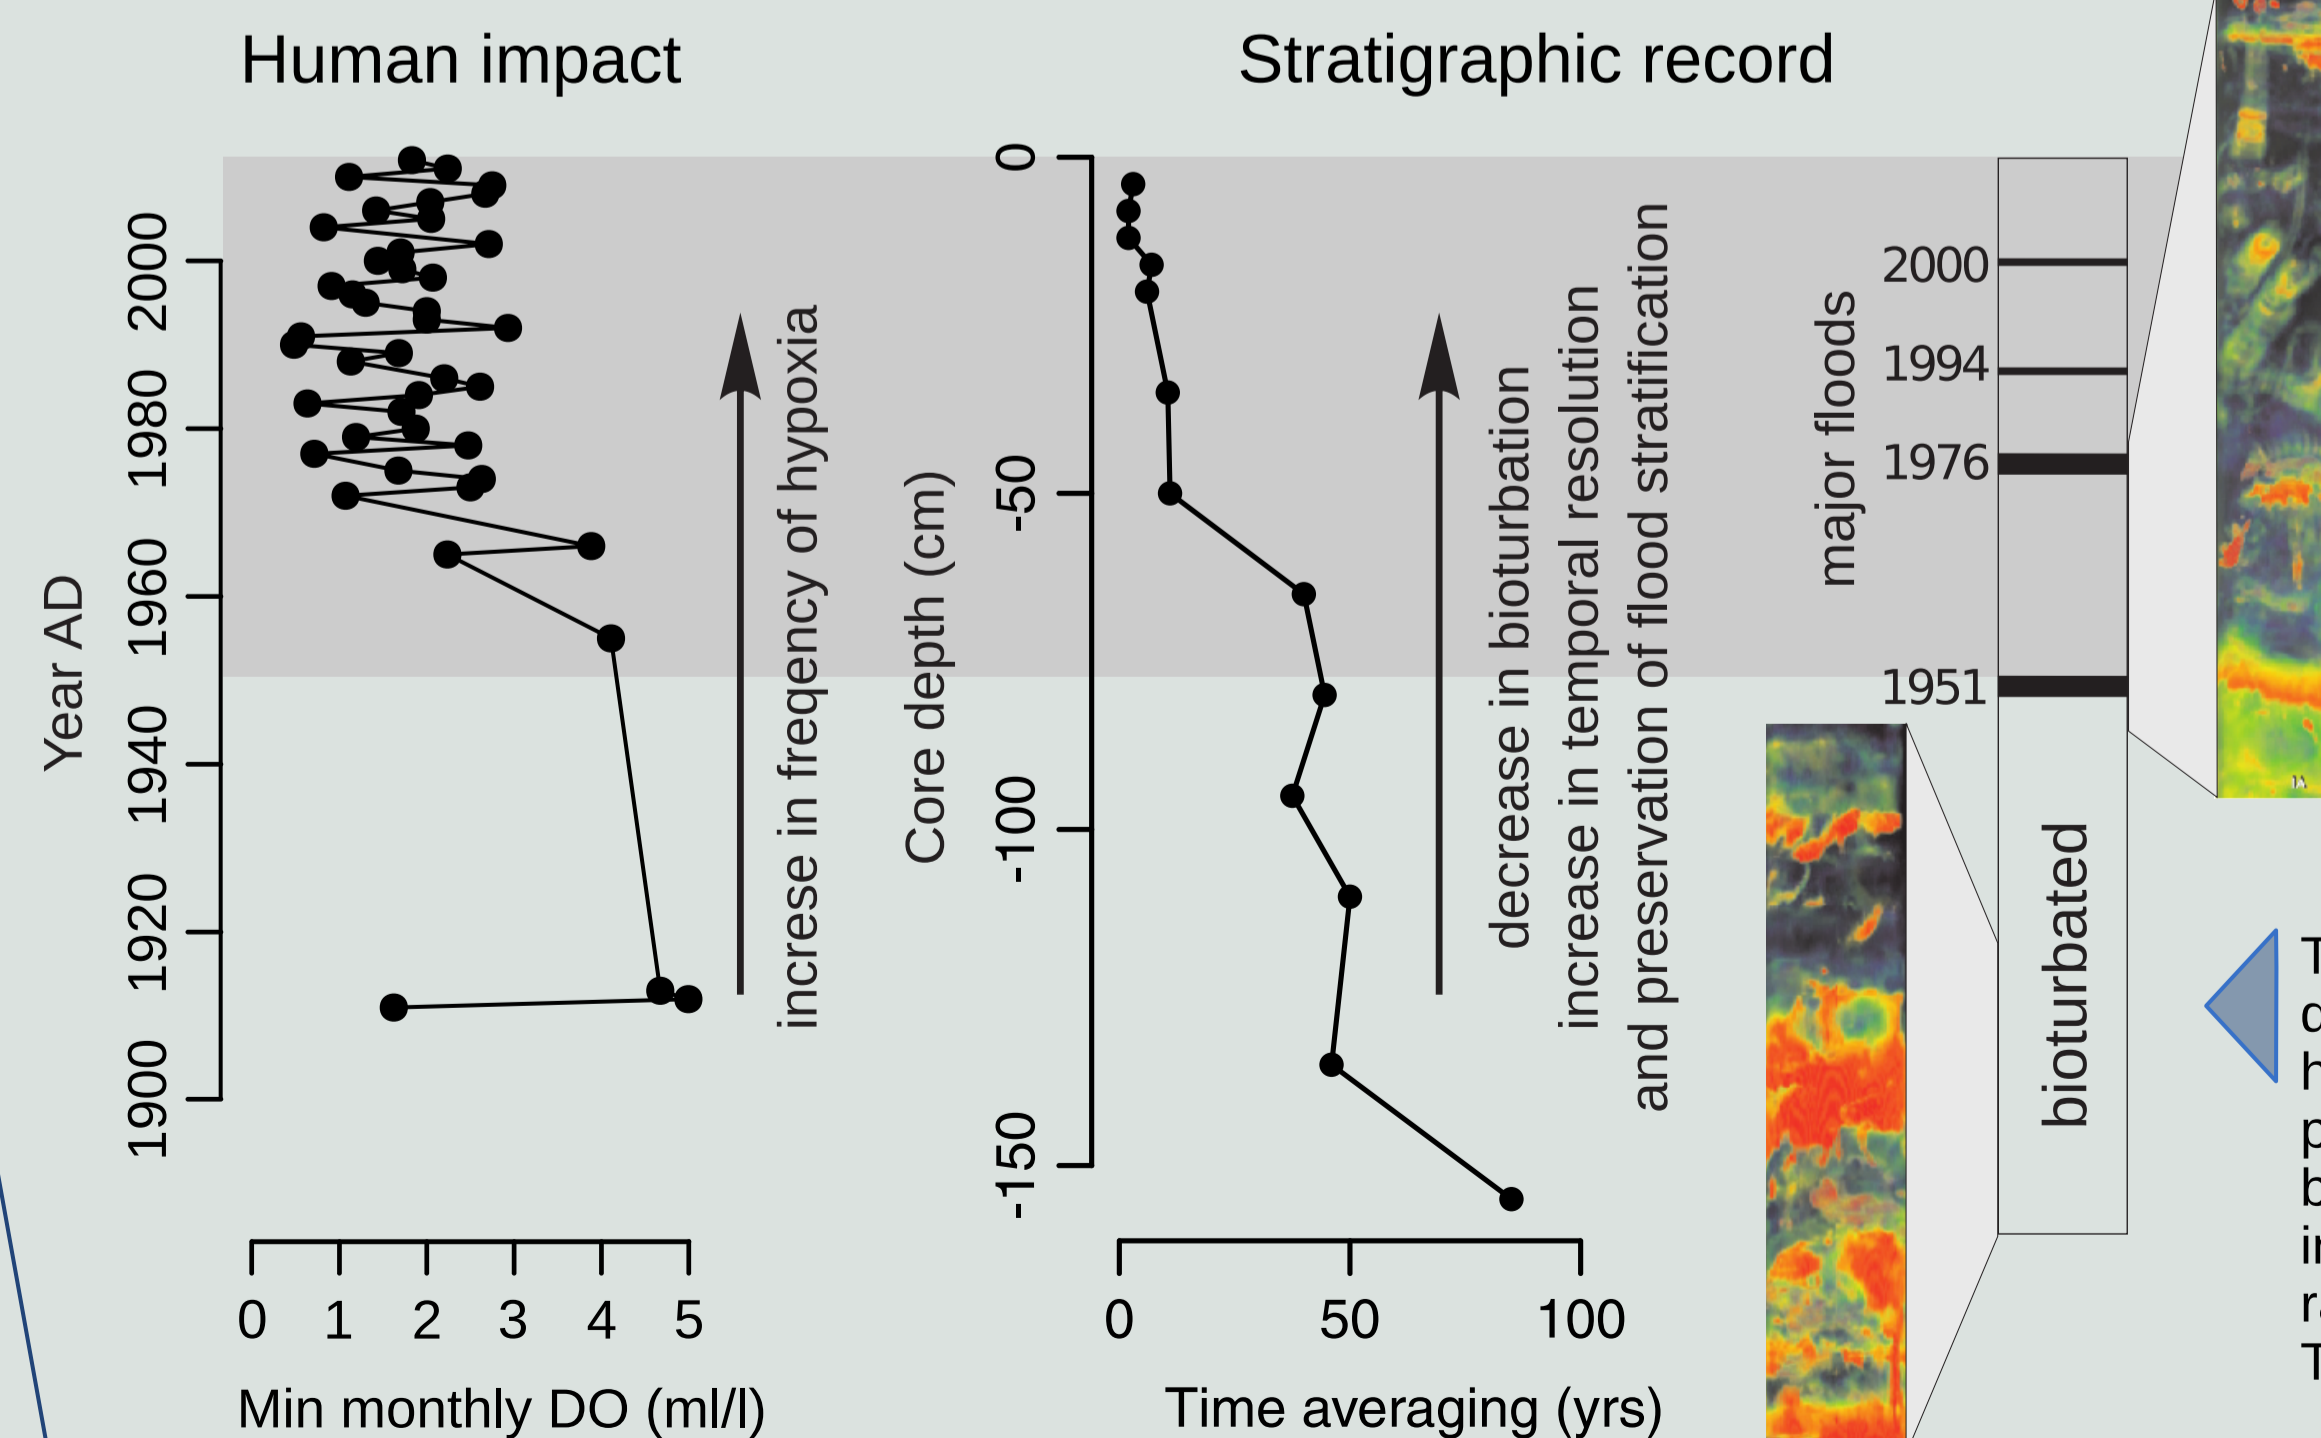 Human impact
Stratigraphic record
Year AD
2000
1980
1960
1940
1920
1900
increse in freqency of hypoxia
0 1 2 3 4 5
Min monthly DO (ml/l)
Core depth (cm)
0
-50
-100
-150
decrease in bioturbation
increase in temporal resolution
and preservation of flood stratification
0 50 100
Time averaging (yrs)
major floods
2000
1994
1976
1951
bioturbated